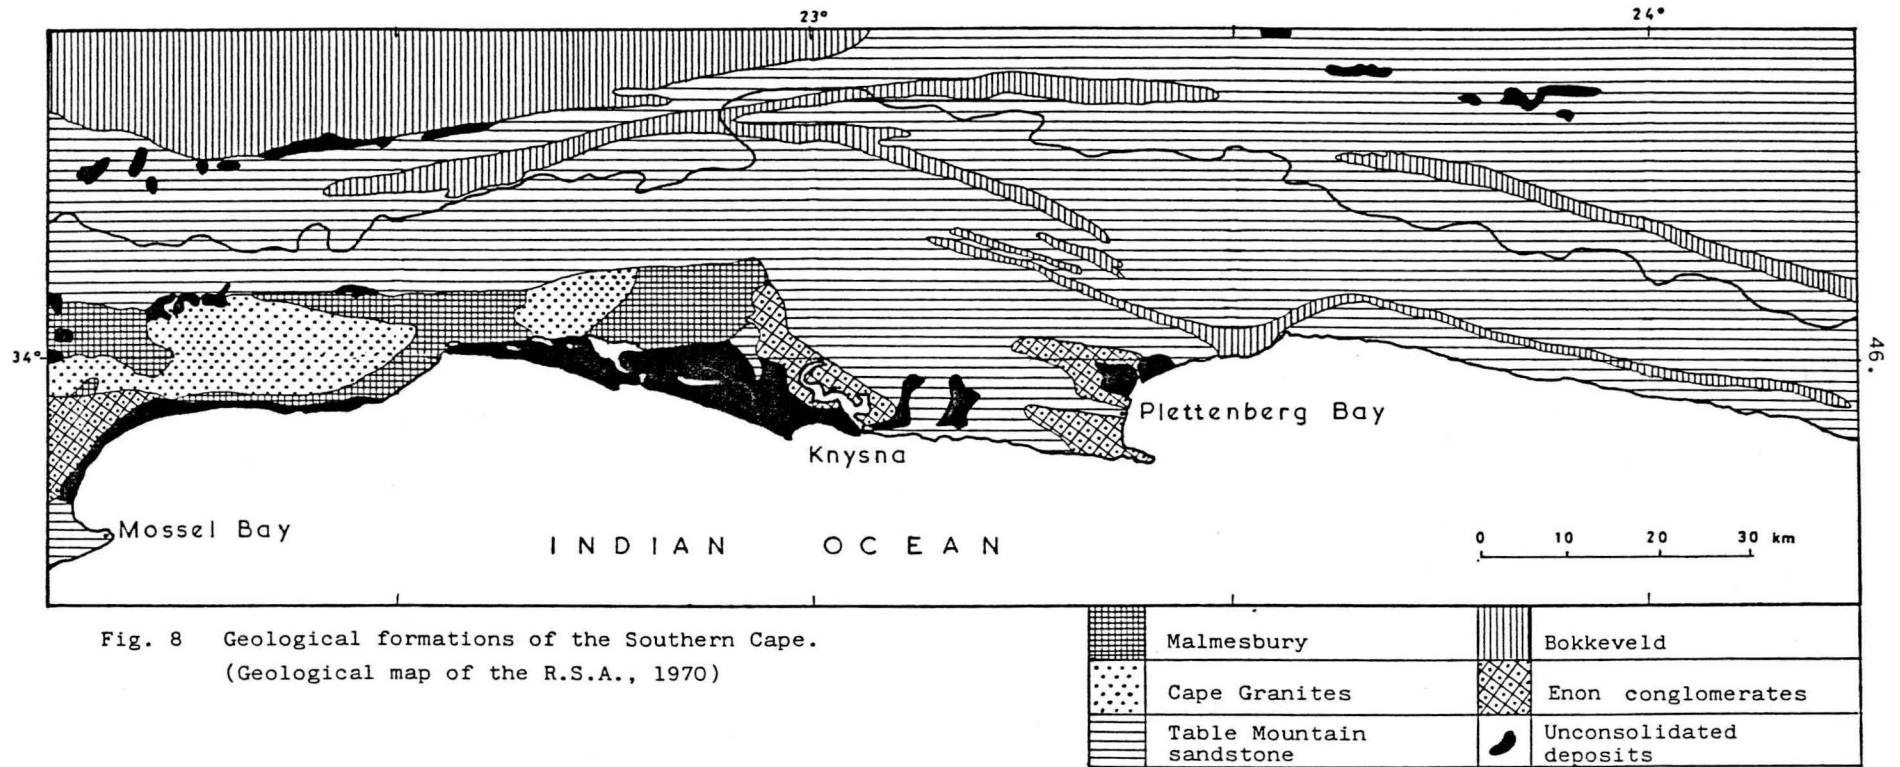 23°
24°
34°
46.
Plettenberg Bay
Knysna
Mossel Bay
INDIAN OCEAN
0 10 20 30 km
Fig. 8 Geological formations of the Southern Cape.
(Geological map of the R.S.A., 1970)
Malmesbury
Bokkeveld
Cape Granites
Enon conglomerates
Table Mountain
sandstone
Unconsolidated
deposits